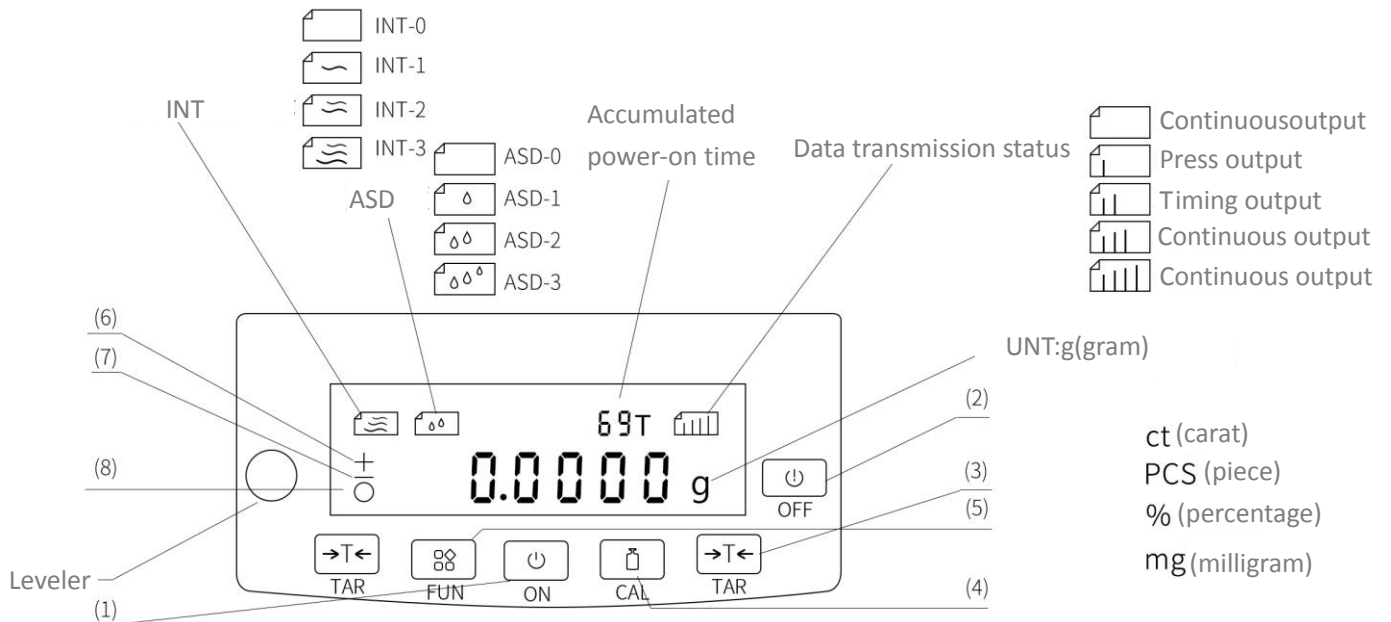 INT-0
INT-1
INT-2
INT-3
INT
ASD-0
ASD-1
ASD-2
ASD-3
ASD
Accumulated
power-on time
Data transmission status
Continuousoutput
Press output
Timing output
Continuous output
Continuous output
(6)
(7)
(8)
Leveler
(1)
69T
+
−
0.0000 g
UNT:g(gram)
(2)
(3)
(5)
(4)
OFF
→T←
TAR
FUN
ON
CAL
→T←
TAR
ct (carat)
PCS (piece)
% (percentage)
mg (milligram)